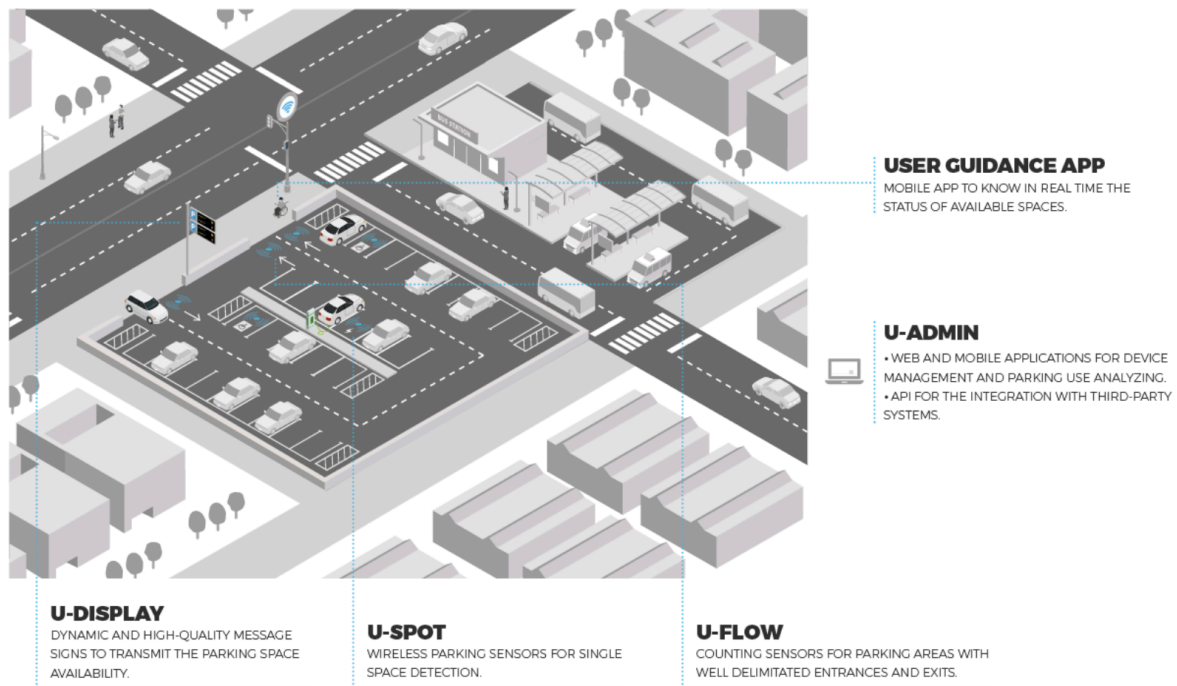 BUS STATION
USER GUIDANCE APP
MOBILE APP TO KNOW IN REAL TIME THE
STATUS OF AVAILABLE SPACES.
U-ADMIN
• WEB AND MOBILE APPLICATIONS FOR DEVICE
MANAGEMENT AND PARKING USE ANALYZING.
• API FOR THE INTEGRATION WITH THIRD-PARTY
SYSTEMS.
U-DISPLAY
DYNAMIC AND HIGH-QUALITY MESSAGE
SIGNS TO TRANSMIT THE PARKING SPACE
AVAILABILITY.
U-SPOT
WIRELESS PARKING SENSORS FOR SINGLE
SPACE DETECTION.
U-FLOW
COUNTING SENSORS FOR PARKING AREAS WITH
WELL DELIMITATED ENTRANCES AND EXITS.